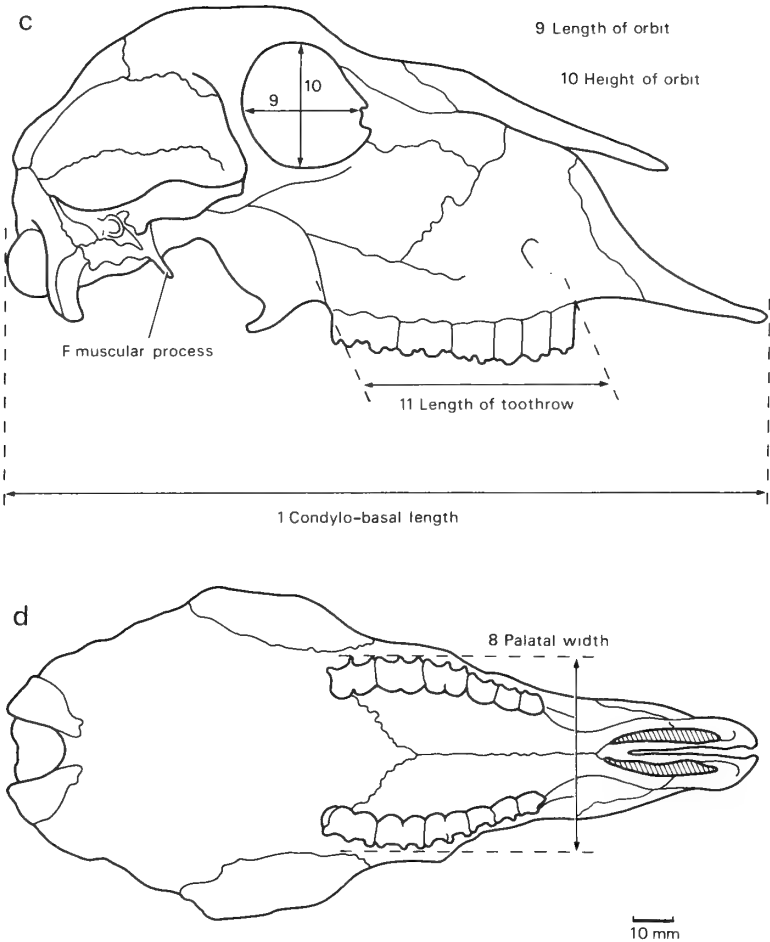 c
9 Length of orbit
10 Height of orbit
10
9
F muscular process
11 Length of toothrow
1 Condylo-basal length
d
8 Palatal width
10 mm